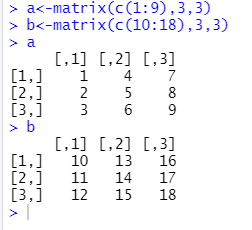 > a<-matrix(c(1:9),3,3)
> b<-matrix(c(10:18),3,3)
> a
     [,1] [,2] [,3]
[1,]    1    4    7
[2,]    2    5    8
[3,]    3    6    9
> b
     [,1] [,2] [,3]
[1,]   10   13   16
[2,]   11   14   17
[3,]   12   15   18
>